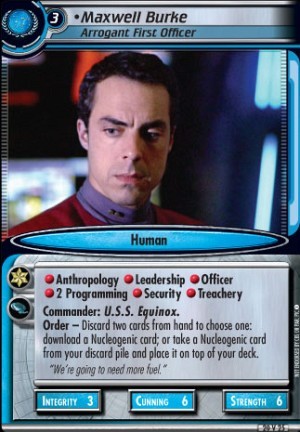 3
•Maxwell Burke
Arrogant First Officer
Human
Anthropology Leadership Officer
2 Programming Security Treachery
Commander: U.S.S. Equinox.
Order – Discard two cards from hand to choose one:
download a Nucleogenic card; or take a Nucleogenic card
from your discard pile and place it on top of your deck.
"We're going to need more fuel."
INTEGRITY 3 CUNNING 6 STRENGTH 6
50 V 35